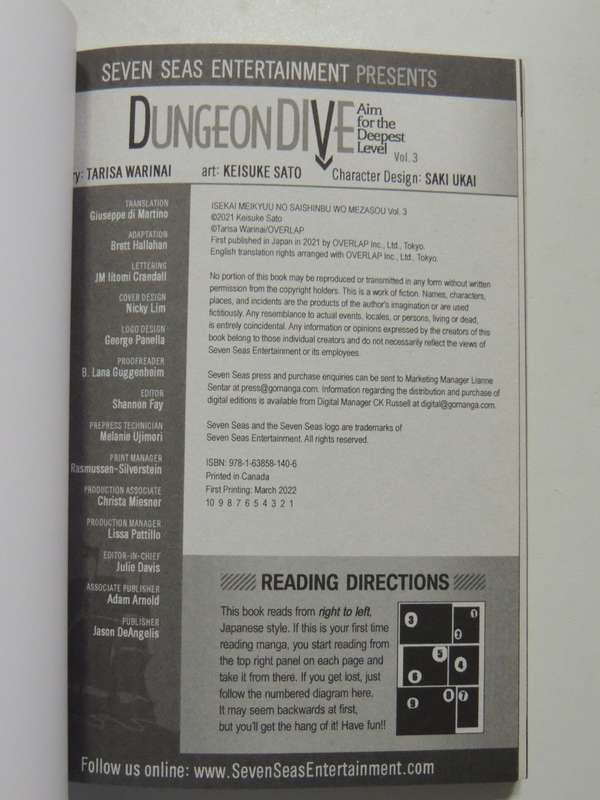 SEVEN SEAS ENTERTAINMENT PRESENTS
DUNGEON DIVE
Aim
for the
Deepest
Level Vol. 3
ry: TARISA WARINAI art: KEISUKE SATO Character Design: SAKI UKAI
TRANSLATION
Giuseppe di Martino
ADAPTATION
Brett Hallahan
LETTERING
JM Iitomi Crandall
COVER DESIGN
Nicky Lim
LOGO DESIGN
George Panella
PROOFREADER
B. Lana Guggenheim
EDITOR
Shannon Fay
PREPRESS TECHNICIAN
Melanie Ujimori
PRINT MANAGER
Rasmussen-Silverstein
PRODUCTION ASSOCIATE
Christa Miesner
PRODUCTION MANAGER
Lissa Pattillo
EDITOR-IN-CHIEF
Julie Davis
ASSOCIATE PUBLISHER
Adam Arnold
PUBLISHER
Jason DeAngelis
ISEKAI MEIKYUU NO SAISHINBU WO MEZASOU Vol. 3
©2021 Keisuke Sato
©Tarisa Warinai/OVERLAP
First published in Japan in 2021 by OVERLAP Inc., Ltd., Tokyo.
English translation rights arranged with OVERLAP Inc., Ltd., Tokyo.
No portion of this book may be reproduced or transmitted in any form without written
permission from the copyright holders. This is a work of fiction. Names, characters,
places, and incidents are the products of the author's imagination or are used
fictitiously. Any resemblance to actual events, locales, or persons, living or dead,
is entirely coincidental. Any information or opinions expressed by the creators of this
book belong to those individual creators and do not necessarily reflect the views of
Seven Seas Entertainment or its employees.
Seven Seas press and purchase enquiries can be sent to Marketing Manager Lianne
Sentar at press@gomanga.com. Information regarding the distribution and purchase of
digital editions is available from Digital Manager CK Russell at digital@gomanga.com.
Seven Seas and the Seven Seas logo are trademarks of
Seven Seas Entertainment. All rights reserved.
ISBN: 978-1-63858-140-6
Printed in Canada
First Printing: March 2022
10 9 8 7 6 5 4 3 2 1
READING DIRECTIONS
This book reads from right to left,
Japanese style. If this is your first time
reading manga, you start reading from
the top right panel on each page and
take it from there. If you get lost, just
follow the numbered diagram here.
It may seem backwards at first,
but you'll get the hang of it! Have fun!!
3 1
2
5
6 4
9 8 7
Follow us online: www.SevenSeasEntertainment.com